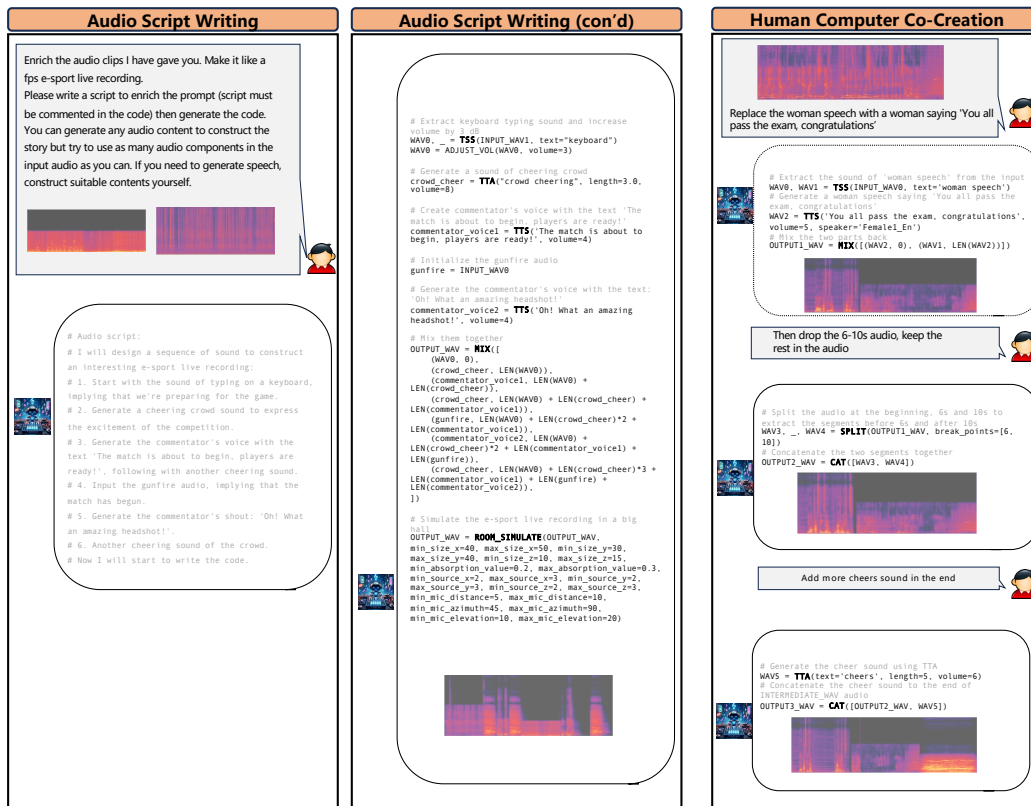 Audio Script Writing
Enrich the audio clips I have gave you. Make it like a
fps e-sport live recording.
Please write a script to enrich the prompt (script must
be commented in the code) then generate the code.
You can generate any audio content to construct the
story but try to use as many audio components in the
input audio as you can. If you need to generate speech,
construct suitable contents yourself.
# Audio script:
# I will design a sequence of sound to construct
an interesting e-sport live recording:
# 1. Start with the sound of typing on a keyboard,
implying that we're preparing for the game.
# 2. Generate a cheering crowd sound to express
the excitement of the competition.
# 3. Generate the commentator's voice with the
text 'The match is about to begin, players are
ready!', following with another cheering sound.
# 4. Input the gunfire audio, implying that the
match has begun.
# 5. Generate the commentator's shout: 'Oh! What
an amazing headshot!'.
# 6. Another cheering sound of the crowd.
# Now I will start to write the code.
Audio Script Writing (con'd)
# Extract keyboard typing sound and increase
volume by 3 dB
WAV0, _ = TSS(INPUT_WAV1, text="keyboard")
WAV0 = ADJUST_VOL(WAV0, volume=3)
# Generate a sound of cheering crowd
crowd_cheer = TTA("crowd cheering", length=3.0,
volume=8)
# Create commentator's voice with the text 'The
match is about to begin, players are ready!'
commentator_voice1 = TTS('The match is about to
begin, players are ready!', volume=4)
# Initialize the gunfire audio
gunfire = INPUT_WAV0
# Generate the commentator's voice with the text:
'Oh! What an amazing headshot!'
commentator_voice2 = TTS('Oh! What an amazing
headshot!', volume=4)
# Mix them together
OUTPUT_WAV = MIX([
(WAV0, 0),
(crowd_cheer, LEN(WAV0)),
(commentator_voice1, LEN(WAV0) +
LEN(crowd_cheer)),
(crowd_cheer, LEN(WAV0) + LEN(crowd_cheer) +
LEN(commentator_voice1)),
(gunfire, LEN(WAV0) + LEN(crowd_cheer)*2 +
LEN(commentator_voice1)),
(commentator_voice2, LEN(WAV0) +
LEN(crowd_cheer)*2 + LEN(commentator_voice1) +
LEN(gunfire)),
(crowd_cheer, LEN(WAV0) + LEN(crowd_cheer)*3 +
LEN(commentator_voice1) + LEN(gunfire) +
LEN(commentator_voice2)),
])
# Simulate the e-sport live recording in a big
hall
OUTPUT_WAV = ROOM_SIMULATE(OUTPUT_WAV,
min_size_x=40, max_size_x=50, min_size_y=30,
max_size_y=40, min_size_z=10, max_size_z=15,
min_absorption_value=0.2, max_absorption_value=0.3,
min_source_x=2, max_source_x=3, min_source_y=2,
max_source_y=3, min_source_z=2, max_source_z=3,
min_mic_distance=5, max_mic_distance=10,
min_mic_azimuth=45, max_mic_azimuth=90,
min_mic_elevation=10, max_mic_elevation=20)
Human Computer Co-Creation
Replace the woman speech with a woman saying 'You all
pass the exam, congratulations'
# Extract the sound of 'woman speech' from the input
WAV0, WAV1 = TSS(INPUT_WAV0, text='woman speech')
# Generate a woman speech saying 'You all pass the
exam, congratulations'
WAV2 = TTS('You all pass the exam, congratulations',
volume=5, speaker='Female1_En')
# Mix the two parts back
OUTPUT1_WAV = MIX([(WAV2, 0), (WAV1, LEN(WAV2))])
Then drop the 6-10s audio, keep the
rest in the audio
# Split the audio at the beginning, 6s and 10s to
extract the segments before 6s and after 10s
WAV3, _, WAV4 = SPLIT(OUTPUT1_WAV, break_points=[6,
10])
# Concatenate the two segments together
OUTPUT2_WAV = CAT([WAV3, WAV4])
Add more cheers sound in the end
# Generate the cheer sound using TTA
WAV5 = TTA(text='cheers', length=5, volume=6)
# Concatenate the cheer sound to the end of
INTERMEDIATE_WAV audio
OUTPUT3_WAV = CAT([OUTPUT2_WAV, WAV5])